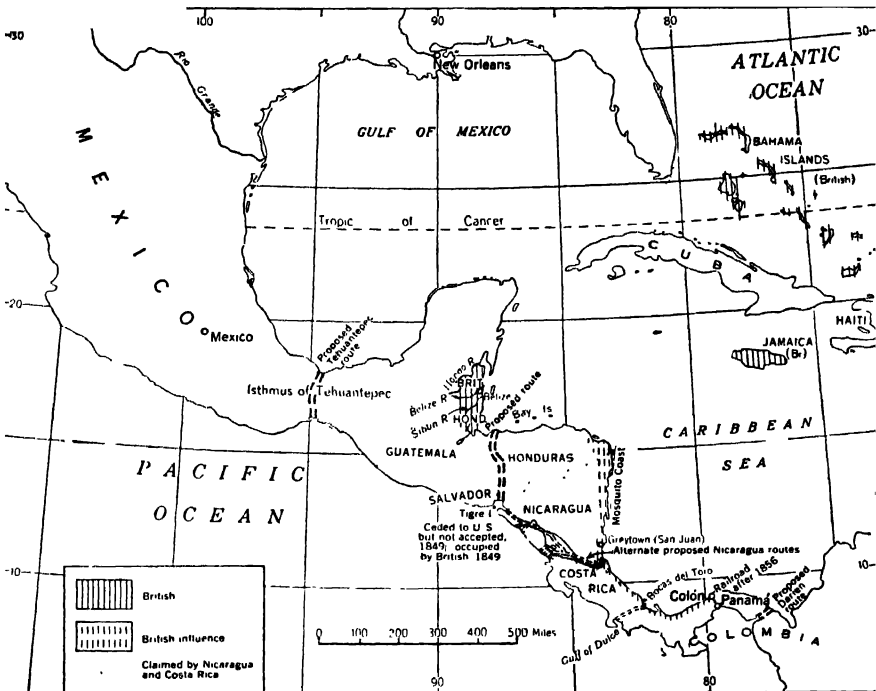 100
90
80
30
30
ATLANTIC
OCEAN
New Orleans
Rio Grande
GULF OF MEXICO
BAHAMA
ISLANDS
(British)
MEXICO
Tropic of Cancer
CUBA
20
Mexico
Proposed
Tehuantepec
route
HAITI
JAMAICA
(Br)
Isthmus of Tehuantepec
BRIT
HOND
Belize R
Belize
Sibun R
Proposed route
Bay Is
GUATEMALA
HONDURAS
CARIBBEAN
SEA
Mosquito Coast
PACIFIC
OCEAN
SALVADOR
NICARAGUA
Tigre I
Ceded to U S
but not accepted,
1849; occupied
by British 1849
Greytown (San Juan)
Alternate proposed Nicaragua routes
10
10
COSTA
RICA
Bocas del Toro
Railroad
after 1856
Colón
Panama
Proposed
Darien
route
Gulf of Dulce
COLOMBIA
British
British influence
Claimed by Nicaragua
and Costa Rica
0 100 200 300 400 500 Miles
90
80